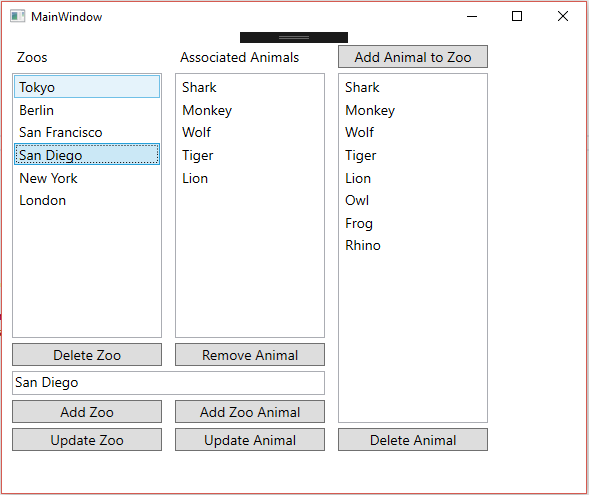 MainWindow
Zoos
Associated Animals
Add Animal to Zoo
Tokyo
Berlin
San Francisco
San Diego
New York
London
Shark
Monkey
Wolf
Tiger
Lion
Shark
Monkey
Wolf
Tiger
Lion
Owl
Frog
Rhino
Delete Zoo
Remove Animal
San Diego
Add Zoo
Add Zoo Animal
Update Zoo
Update Animal
Delete Animal